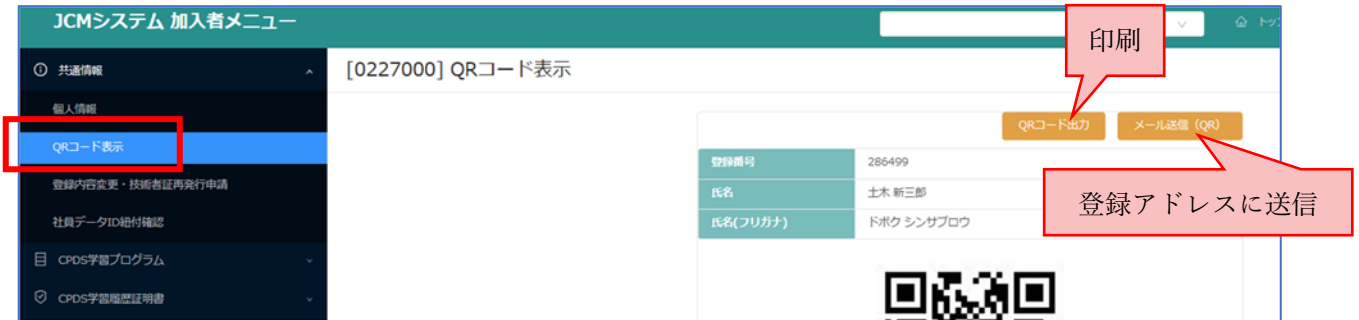 JCMシステム 加入者メニュー
印刷
共通情報
[0227000] QRコード表示
個人情報
QRコード出力
メール送信（QR）
QRコード表示
登録番号
286499
登録内容変更・技術者証再発行申請
氏名
土木 新三郎
登録アドレスに送信
社員データID紐付確認
氏名(フリガナ)
ドボク シンサブロウ
CPDS学習プログラム
CPDS学習履歴証明書